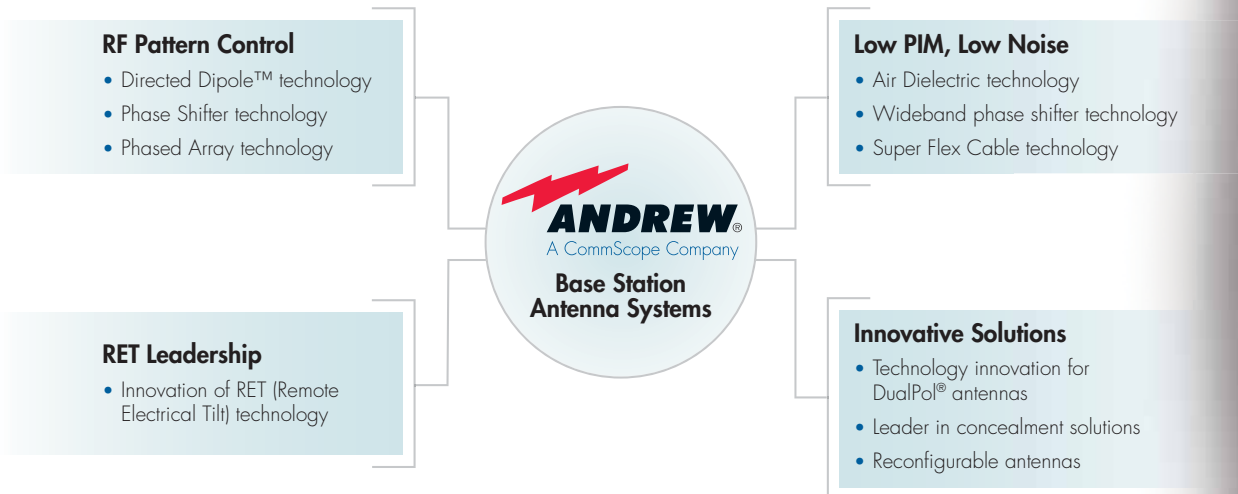 RF Pattern Control
• Directed Dipole™ technology
• Phase Shifter technology
• Phased Array technology
Low PIM, Low Noise
• Air Dielectric technology
• Wideband phase shifter technology
• Super Flex Cable technology
ANDREW®
A CommScope Company
Base Station
Antenna Systems
RET Leadership
• Innovation of RET (Remote
Electrical Tilt) technology
Innovative Solutions
• Technology innovation for
DualPol® antennas
• Leader in concealment solutions
• Reconfigurable antennas